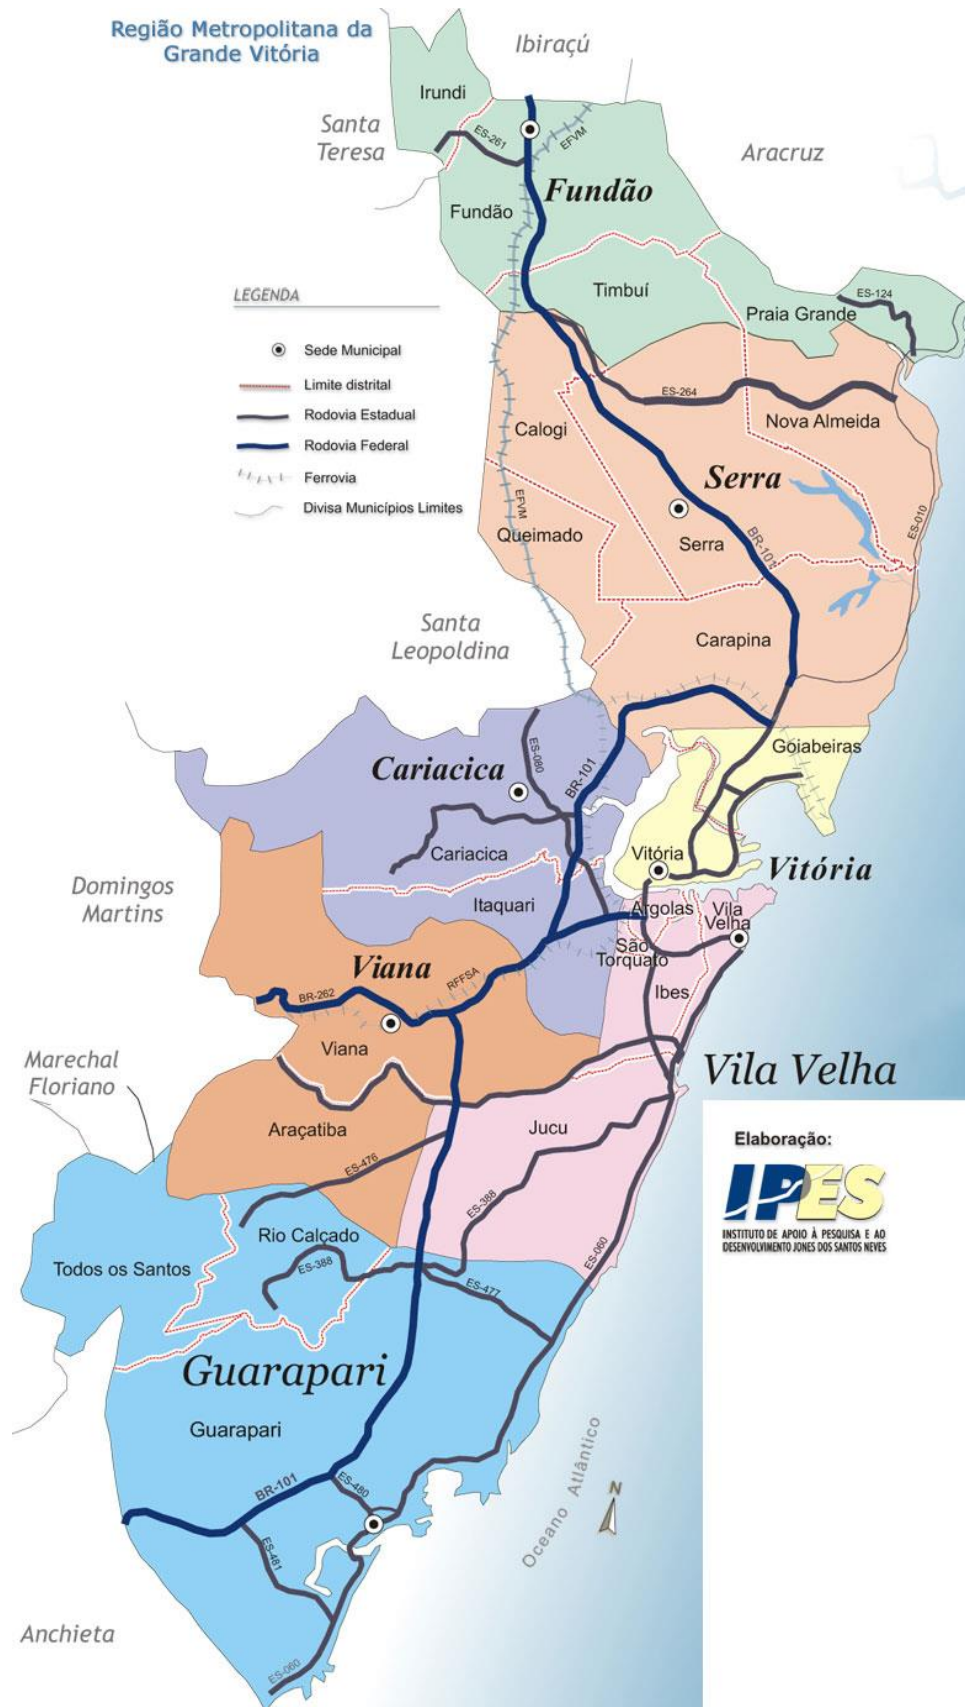 Região Metropolitana da
Grande Vitória
Ibiraçú
Irundi
Santa
Teresa
ES-261
EFVM
Aracruz
Fundão
Fundão
LEGENDA
Sede Municipal
Limite distrital
Rodovia Estadual
Rodovia Federal
Ferrovia
Divisa Municípios Limites
Timbuí
ES-124
Praia Grande
ES-264
Nova Almeida
Calogi
Serra
EFVM
Queimado
Serra
BR-101
ES-010
Santa
Leopoldina
Carapina
Goiabeiras
ES-080
Cariacica
BR-101
Cariacica
Vitória
Vitória
Domingos
Martins
Itaquari
Argolas
Vila
Velha
São
Torquato
Viana
RFFSA
BR-262
Ibes
Viana
Marechal
Floriano
Vila Velha
Araçatiba
Jucu
ES-476
ES-388
Elaboração:
IPES
INSTITUTO DE APOIO À PESQUISA E AO
DESENVOLVIMENTO JONES DOS SANTOS NEVES
Rio Calçado
Todos os Santos
ES-388
ES-060
ES-477
Guarapari
Guarapari
BR-101
ES-480
Oceano Atlântico
N
ES-481
Anchieta
ES-060